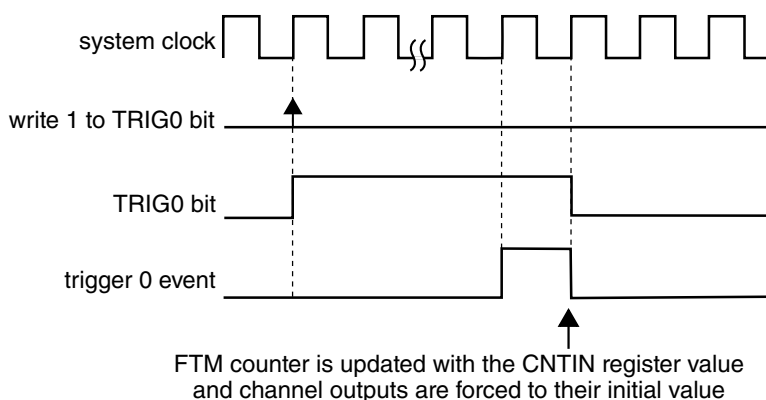 system clock
write 1 to TRIG0 bit
TRIG0 bit
trigger 0 event
FTM counter is updated with the CNTIN register value
and channel outputs are forced to their initial value